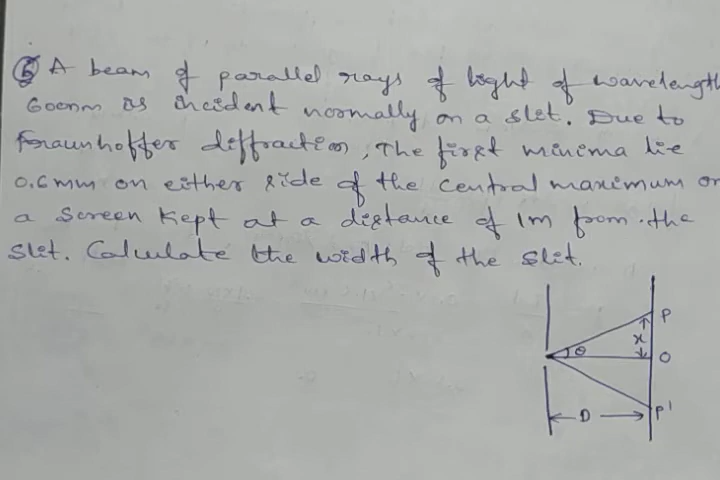 ⑥ A beam of parallel rays of light of wavelength
600nm is incident normally on a slit. Due to
Fraunhoffer diffraction, The first minima lie
0.6mm on either side of the central maximum on
a screen kept at a distance of 1m from the
slit. Calculate the width of the slit.
P
x
θ
O
D
P'